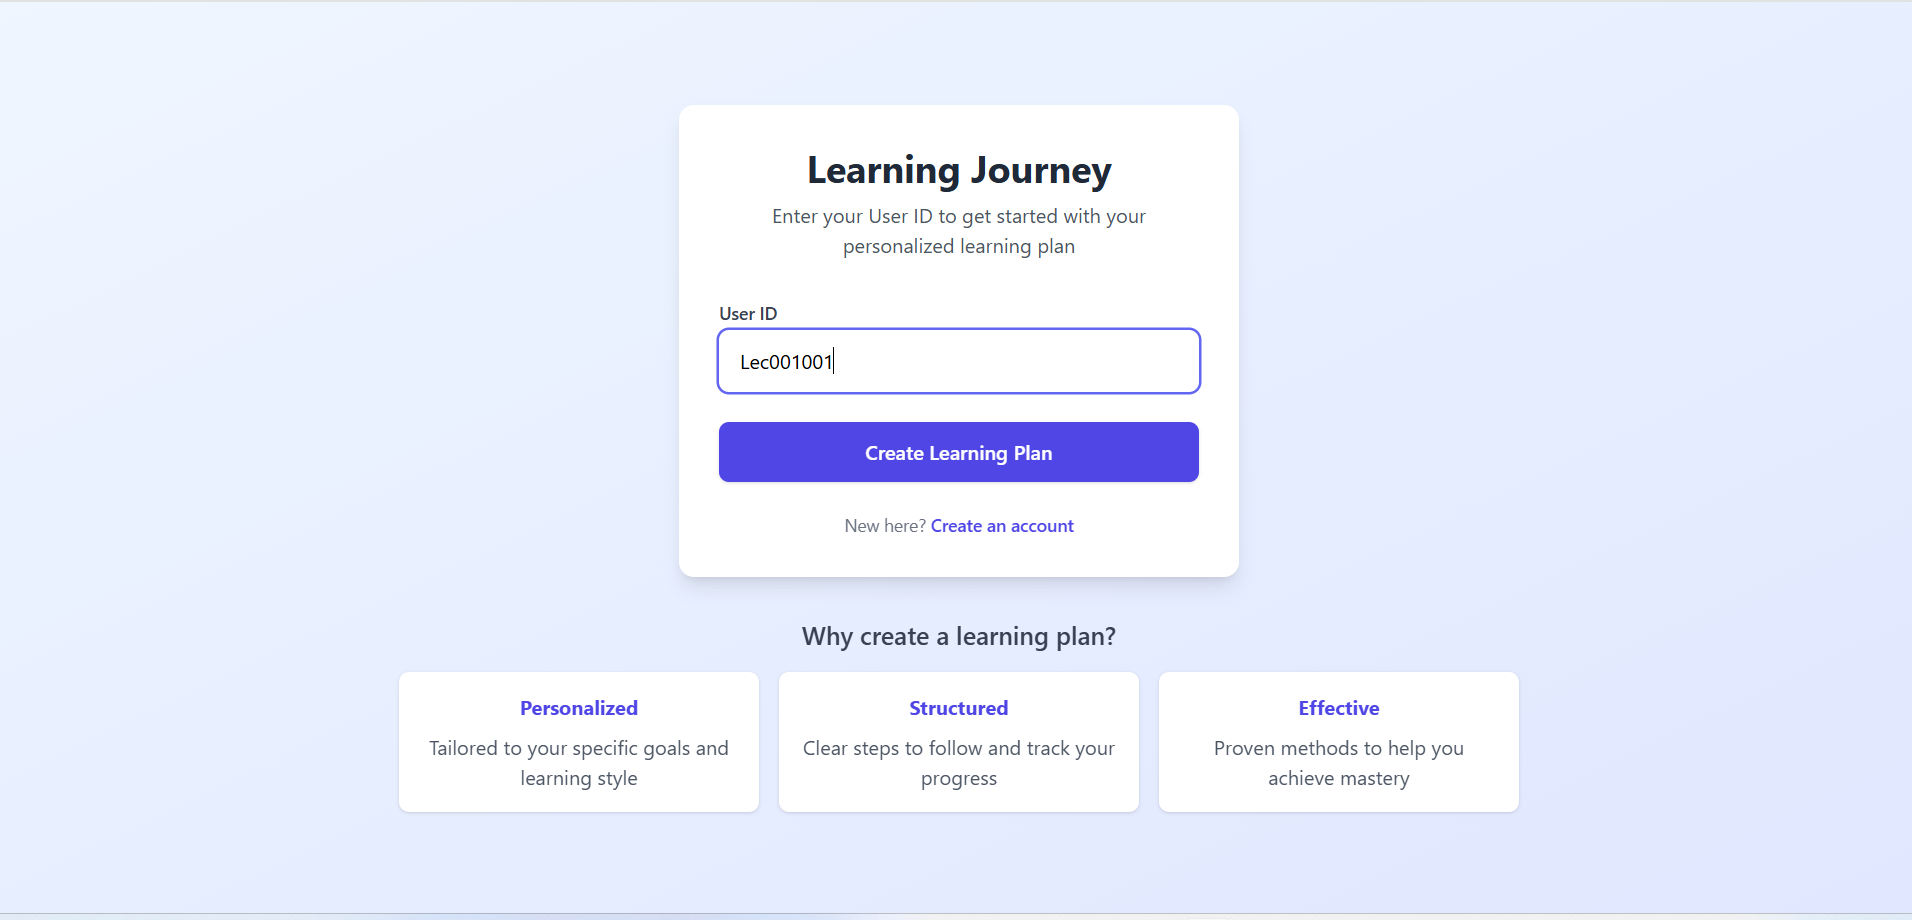 Learning Journey
Enter your User ID to get started with your
personalized learning plan
User ID
Lec001001
Create Learning Plan
New here? Create an account
Why create a learning plan?
Personalized
Tailored to your specific goals and
learning style
Structured
Clear steps to follow and track your
progress
Effective
Proven methods to help you
achieve mastery